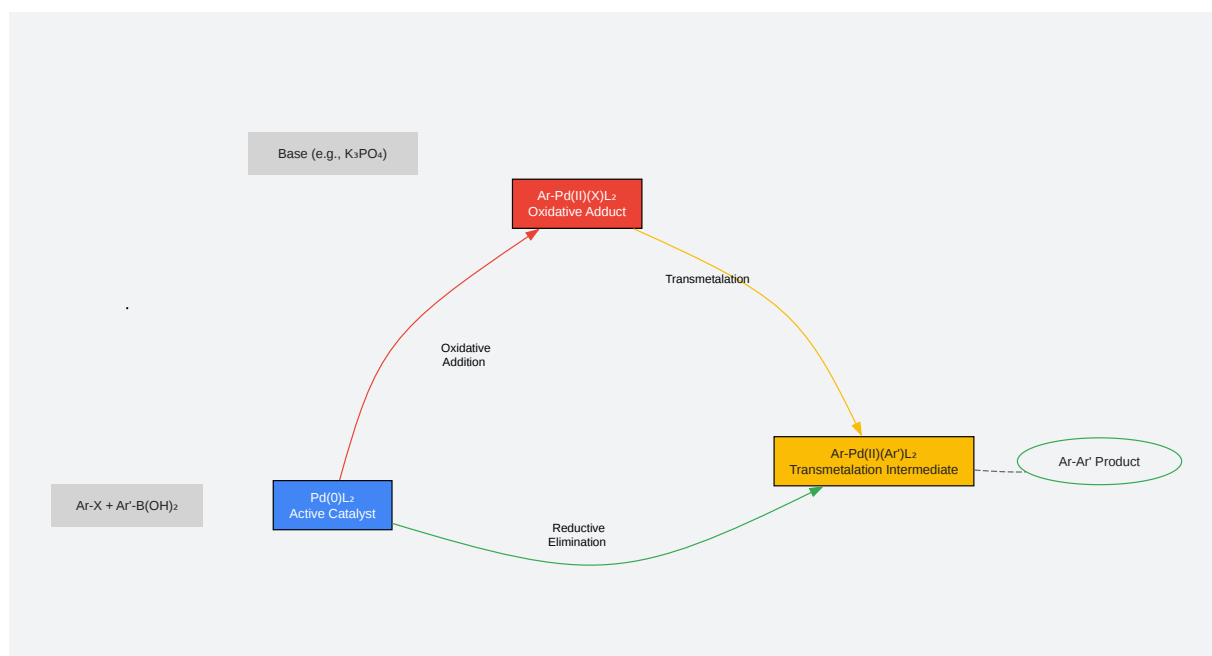 Base (e.g., K₃PO₄)
Ar-Pd(II)(X)L₂
Oxidative Adduct
Transmetalation
Oxidative
Addition
Ar-Pd(II)(Ar')L₂
Transmetalation Intermediate
Ar-Ar' Product
Ar-X + Ar'-B(OH)₂
Pd(0)L₂
Active Catalyst
Reductive
Elimination